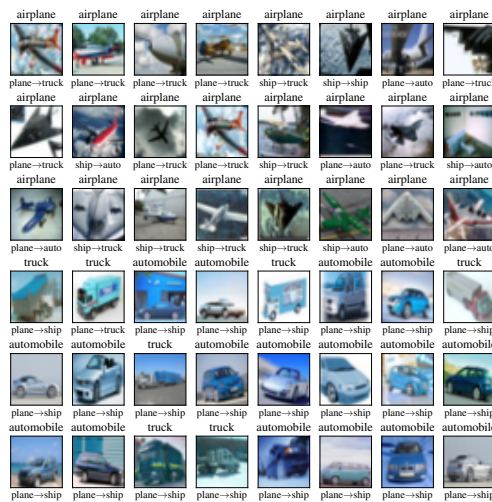 airplane airplane airplane airplane airplane airplane airplane airplane
plane→truck plane→truck plane→truck plane→truck ship→truck ship→ship plane→auto plane→truck
airplane airplane airplane airplane airplane airplane airplane airplane
plane→truck ship→auto plane→truck plane→truck ship→truck plane→auto plane→truck ship→auto
airplane airplane airplane airplane airplane airplane airplane airplane
plane→auto ship→truck ship→truck ship→truck ship→truck ship→auto plane→auto plane→truck
truck truck automobile automobile truck automobile automobile truck
plane→ship plane→truck plane→ship plane→ship plane→ship plane→ship plane→ship plane→ship
automobile automobile truck automobile automobile automobile automobile automobile
plane→ship plane→ship plane→ship plane→ship plane→ship plane→ship plane→ship plane→ship
automobile automobile truck truck automobile automobile automobile automobile
plane→ship plane→ship plane→ship plane→ship plane→ship plane→ship plane→ship plane→ship